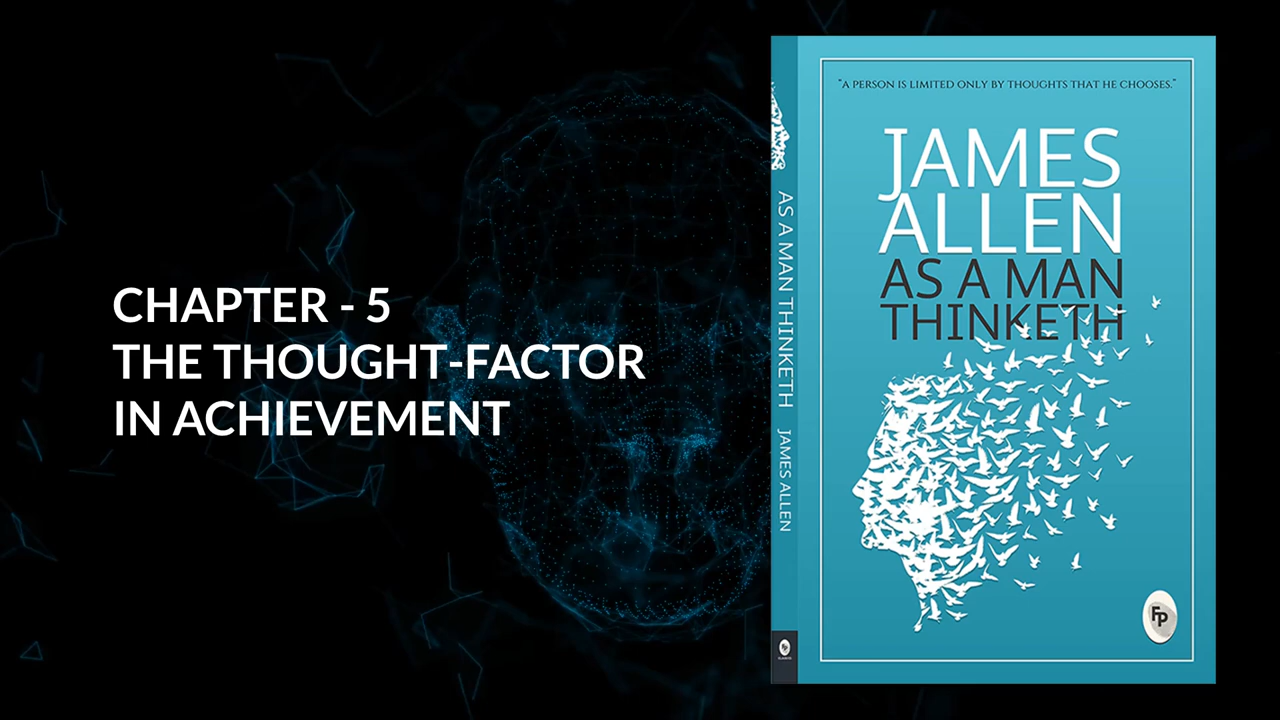 CHAPTER - 5
THE THOUGHT-FACTOR
IN ACHIEVEMENT
AS A MAN THINKETH JAMES ALLEN
"A PERSON IS LIMITED ONLY BY THOUGHTS THAT HE CHOOSES."
JAMES
ALLEN
AS A MAN
THINKETH
FP